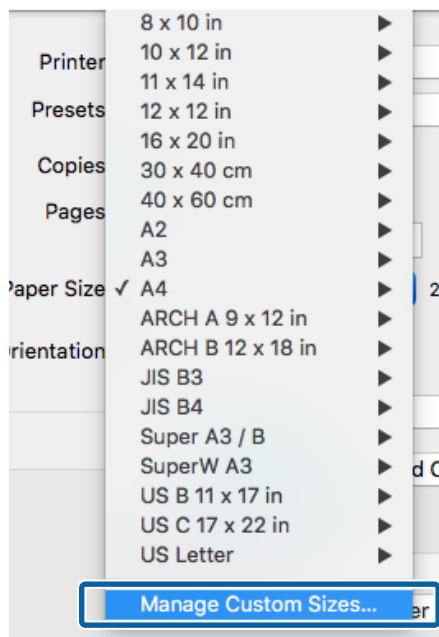 8 x 10 in
Printer 10 x 12 in
11 x 14 in
Presets 12 x 12 in
16 x 20 in
Copies 30 x 40 cm
Pages 40 x 60 cm
A2
A3
Paper Size ✓ A4 2
ARCH A 9 x 12 in
rientation ARCH B 12 x 18 in
JIS B3
JIS B4
Super A3 / B
SuperW A3 d C
US B 11 x 17 in
US C 17 x 22 in
US Letter
Manage Custom Sizes... er